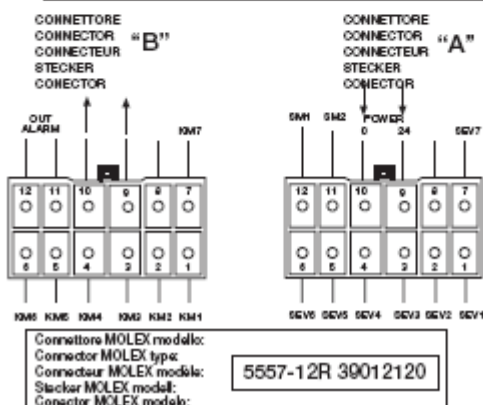 CONNETTORE
CONNECTOR
CONNECTEUR
STECKER
CONECTOR
"B"
OUT
ALARM
KM7
12 11 10 9 8 7
6 5 4 3 2 1
KM6 KM5 KM4 KM3 KM2 KM1
CONNETTORE
CONNECTOR
CONNECTEUR
STECKER
CONECTOR
"A"
SM1 SM2 POWER
0 24 SEV7
12 11 10 9 8 7
6 5 4 3 2 1
SEV6 SEV5 SEV4 SEV3 SEV2 SEV1
Connettore MOLEX modello:
Connector MOLEX type:
Connecteur MOLEX modèle:
Stecker MOLEX modell:
Conector MOLEX modelo:
5557-12R 39012120